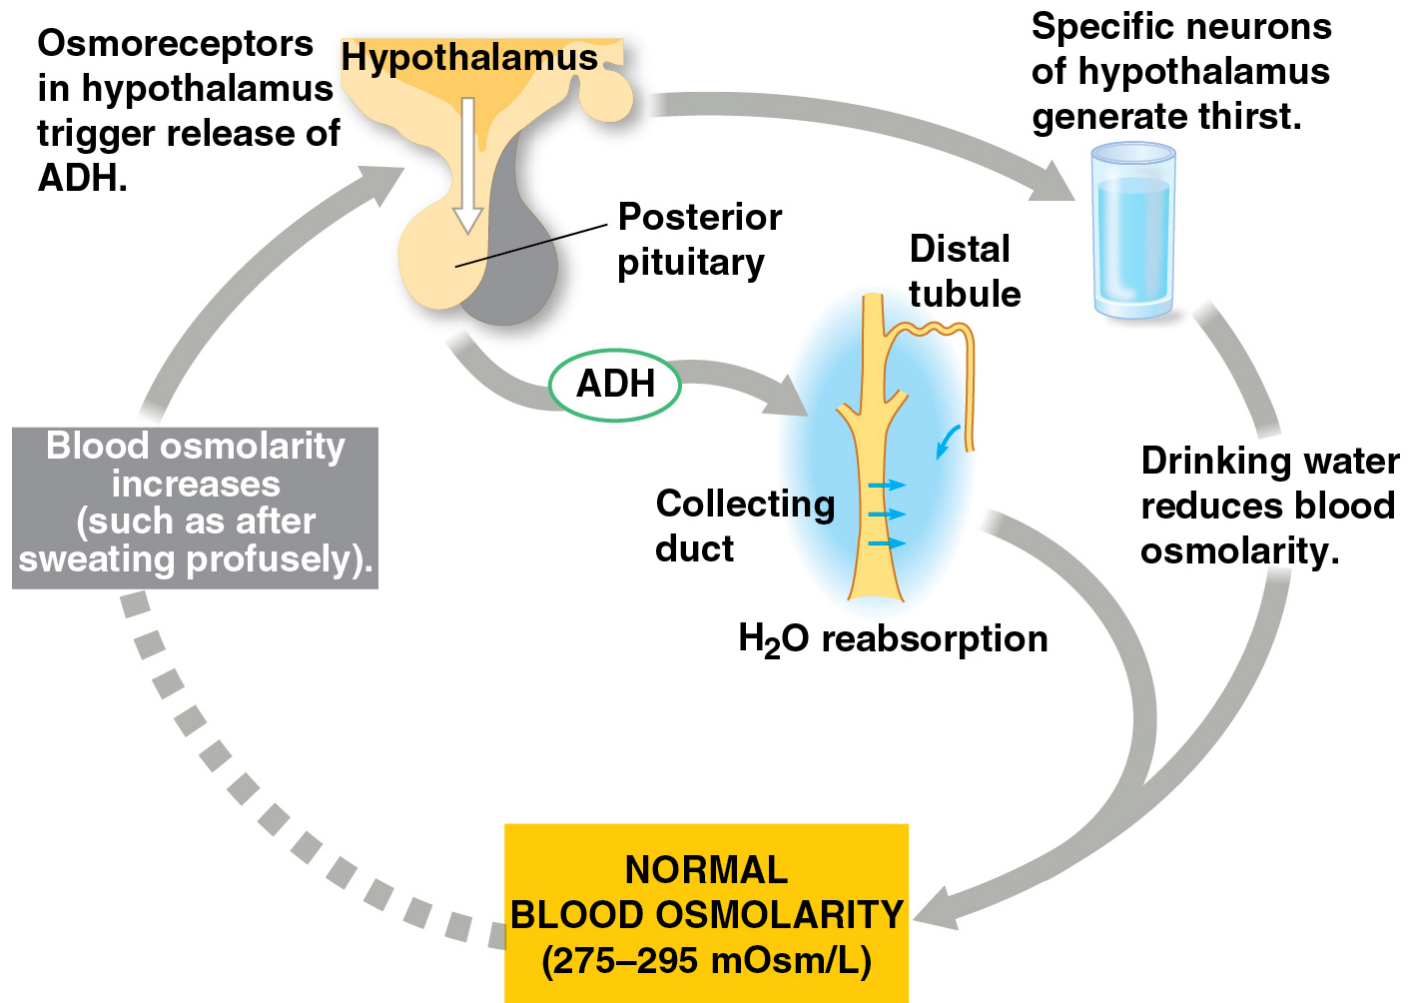 Osmoreceptors
in hypothalamus
trigger release of
ADH.
Hypothalamus
Specific neurons
of hypothalamus
generate thirst.
Posterior
pituitary
Distal
tubule
ADH
Blood osmolarity
increases
(such as after
sweating profusely).
Collecting
duct
Drinking water
reduces blood
osmolarity.
H₂O reabsorption
NORMAL
BLOOD OSMOLARITY
(275–295 mOsm/L)